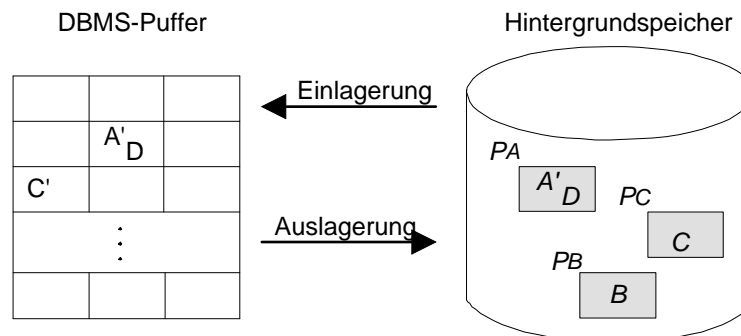 DBMS-Puffer
Hintergrundspeicher
Einlagerung
A'
D
C'
Auslagerung
PA
A'
D
PC
C
PB
B